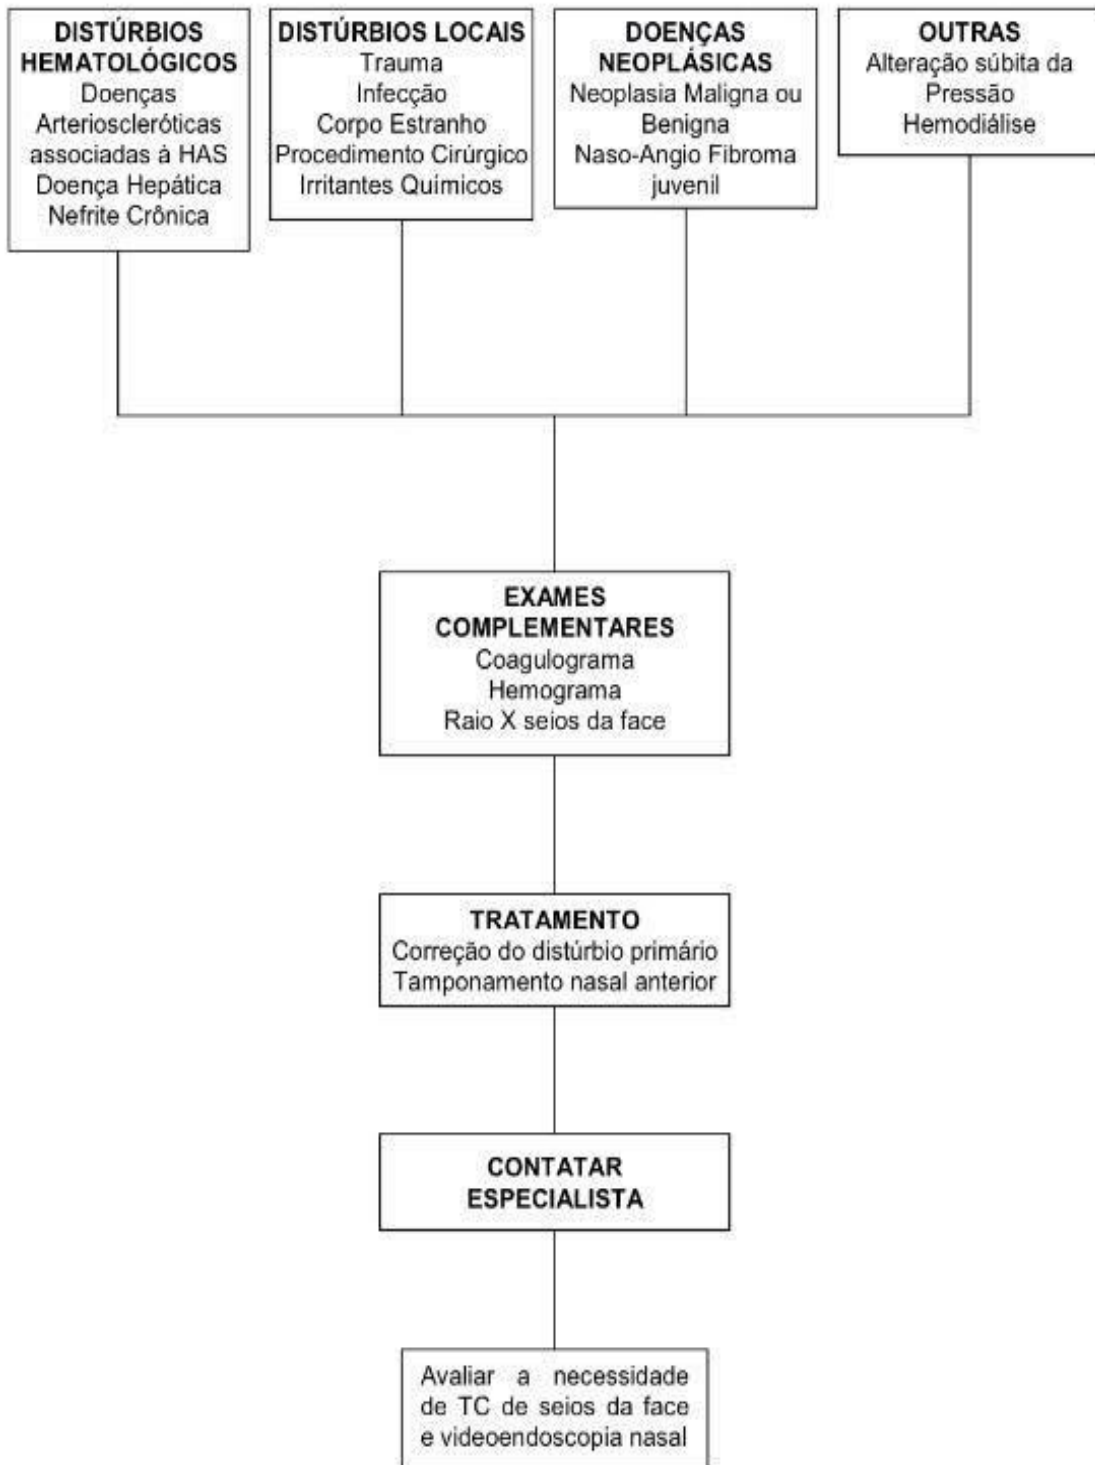 DISTÚRBIOS
HEMATOLÓGICOS
Doenças
Arterioscleróticas
associadas à HAS
Doença Hepática
Nefrite Crônica
DISTÚRBIOS LOCAIS
Trauma
Infecção
Corpo Estranho
Procedimento Cirúrgico
Irritantes Químicos
DOENÇAS
NEOPLÁSICAS
Neoplasia Maligna ou
Benigna
Naso-Angio Fibroma
juvenil
OUTRAS
Alteração súbita da
Pressão
Hemodiálise
EXAMES
COMPLEMENTARES
Coagulograma
Hemograma
Raio X seios da face
TRATAMENTO
Correção do distúrbio primário
Tamponamento nasal anterior
CONTATAR
ESPECIALISTA
Avaliar a necessidade
de TC de seios da face
e videoendoscopia nasal